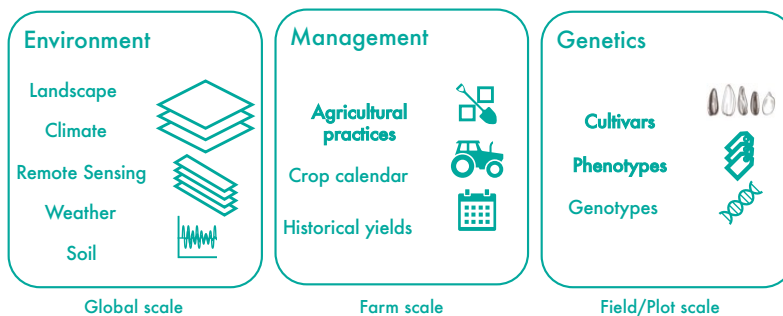 Environment
Landscape
Climate
Remote Sensing
Weather
Soil
Global scale
Management
Agricultural
practices
Crop calendar
Historical yields
Farm scale
Genetics
Cultivars
Phenotypes
Genotypes
Field/Plot scale